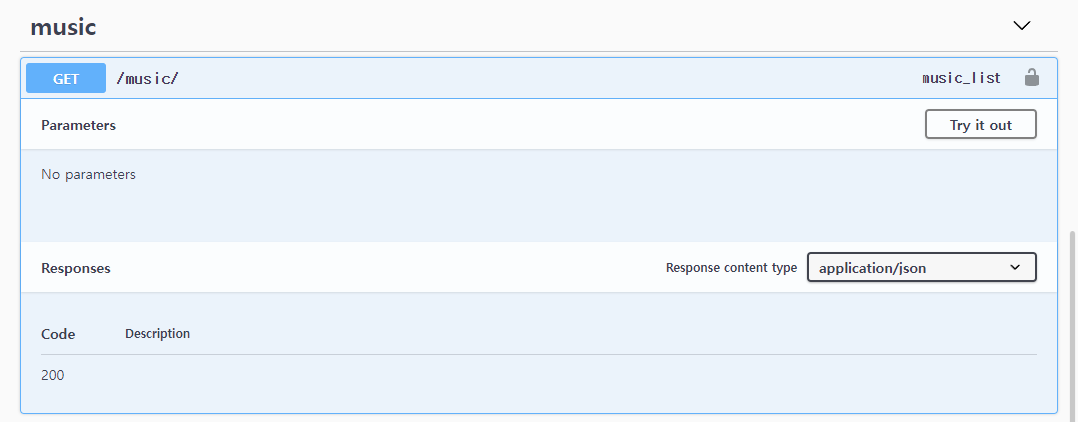 music
GET /music/ music_list
Parameters Try it out
No parameters
Responses Response content type application/json
Code Description
200